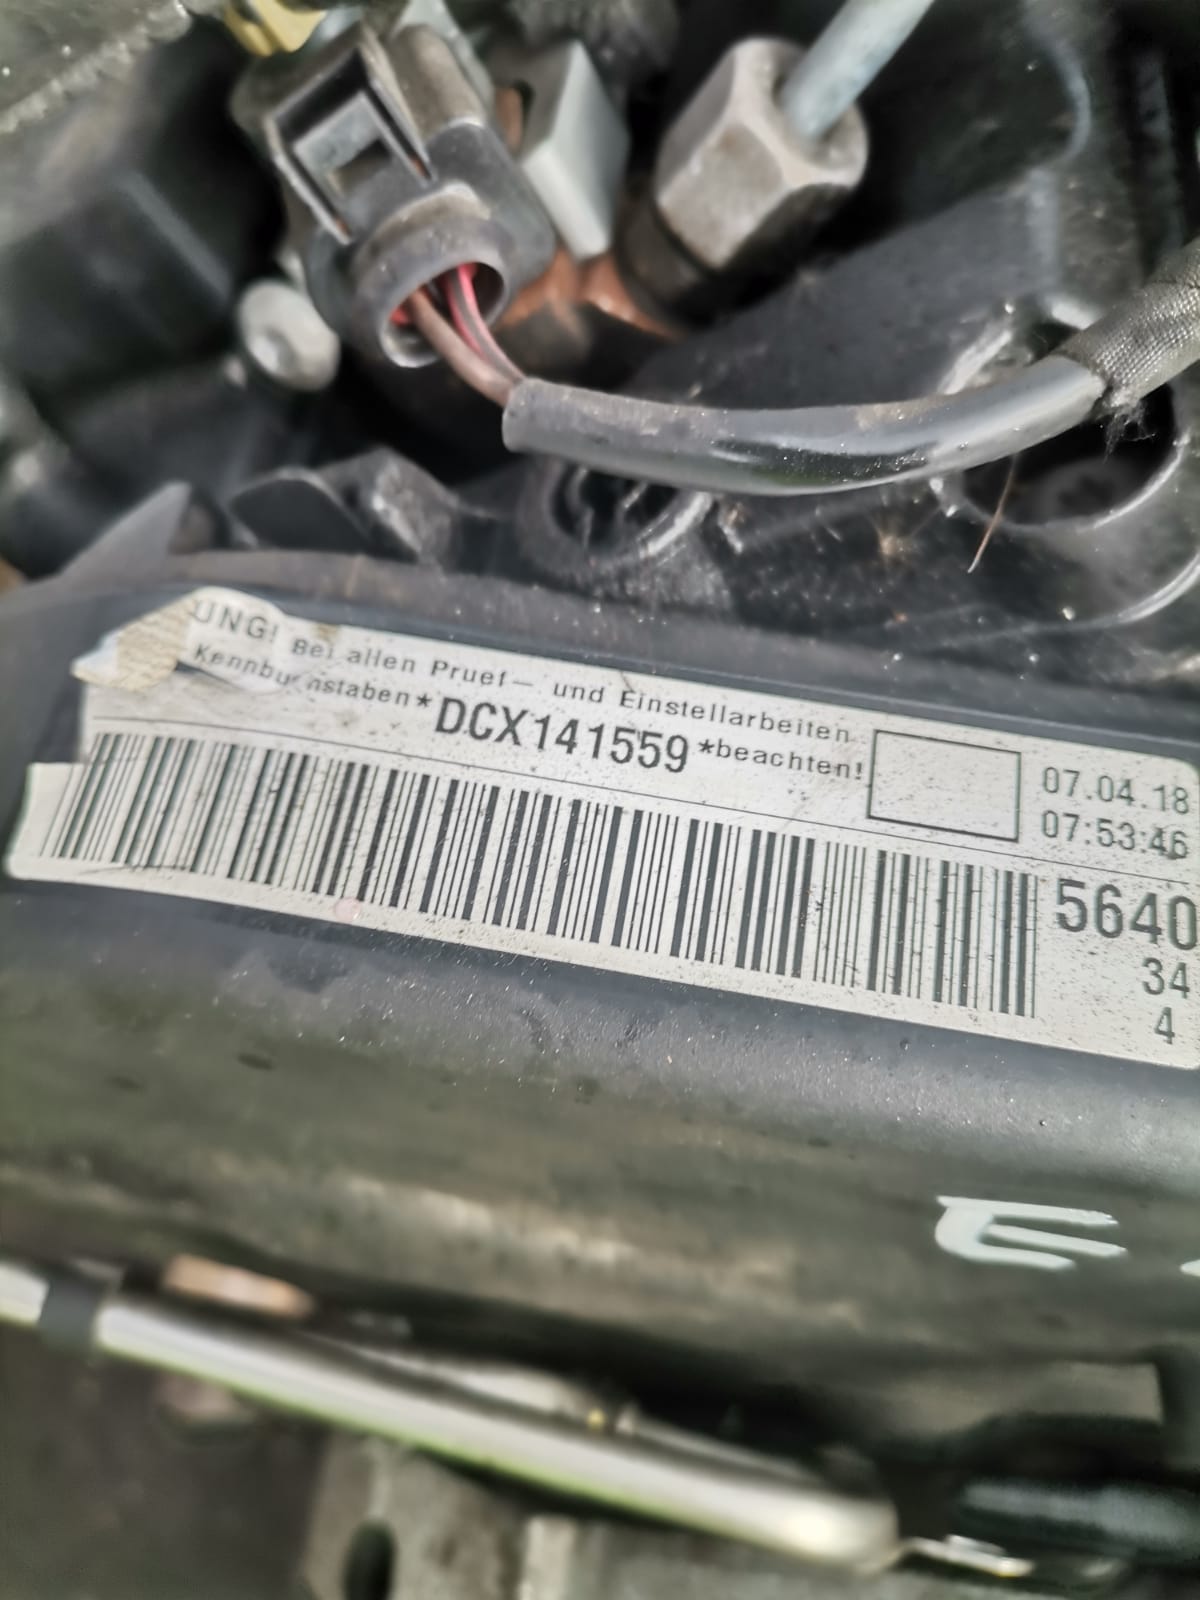 UNG! Bei allen Pruef- und Einstellarbeiten
Kennbuchstaben*DCX141559*beachten!
07.04.18
07:53:46
5640
34
4